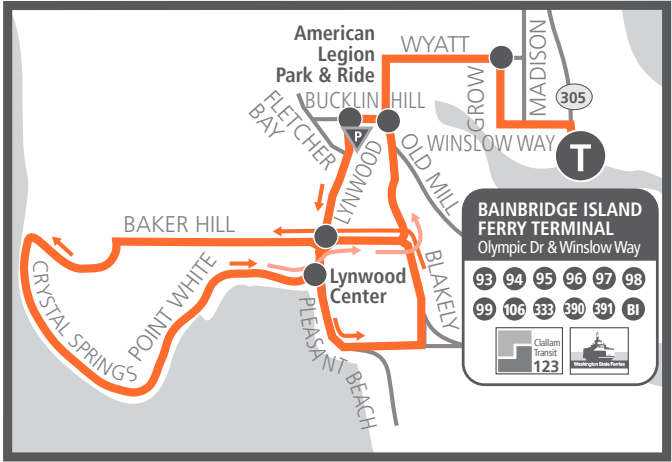 American
Legion
Park & Ride
WYATT
MADISON
GROW
305
BUCKLIN HILL
FLETCHER
BAY
P
LYNWOOD
OLD MILL
WINSLOW WAY
T
BAKER HILL
CRYSTAL SPRINGS
POINT WHITE
Lynwood
Center
BLAKELY
PLEASANT BEACH
BAINBRIDGE ISLAND
FERRY TERMINAL
Olympic Dr & Winslow Way
93 94 95 96 97 98
99 106 333 390 391 BI
Clallam
Transit
123
Washington State Ferries